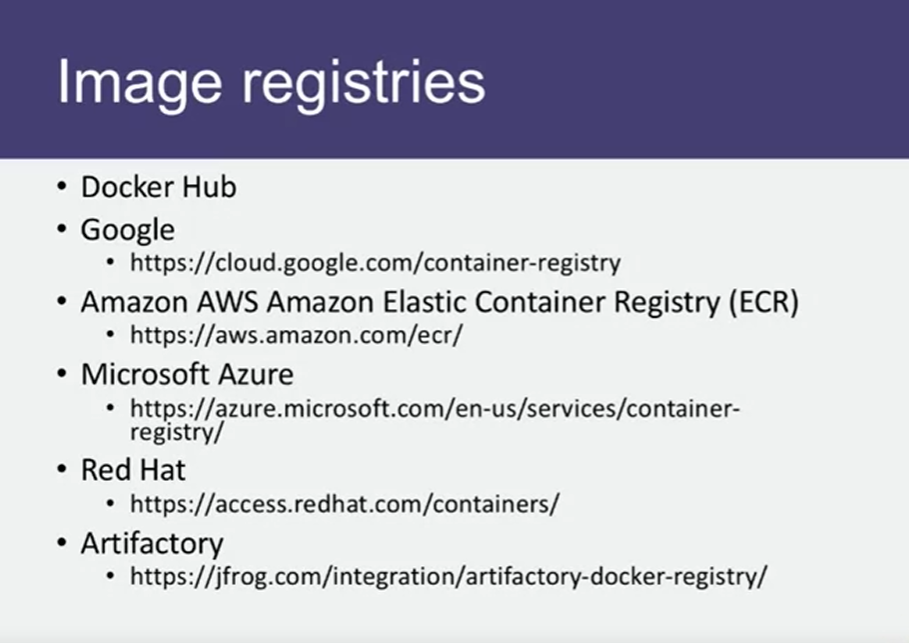 Image registries
• Docker Hub
• Google
• https://cloud.google.com/container-registry
• Amazon AWS Amazon Elastic Container Registry (ECR)
• https://aws.amazon.com/ecr/
• Microsoft Azure
• https://azure.microsoft.com/en-us/services/container-
registry/
• Red Hat
• https://access.redhat.com/containers/
• Artifactory
• https://jfrog.com/integration/artifactory-docker-registry/